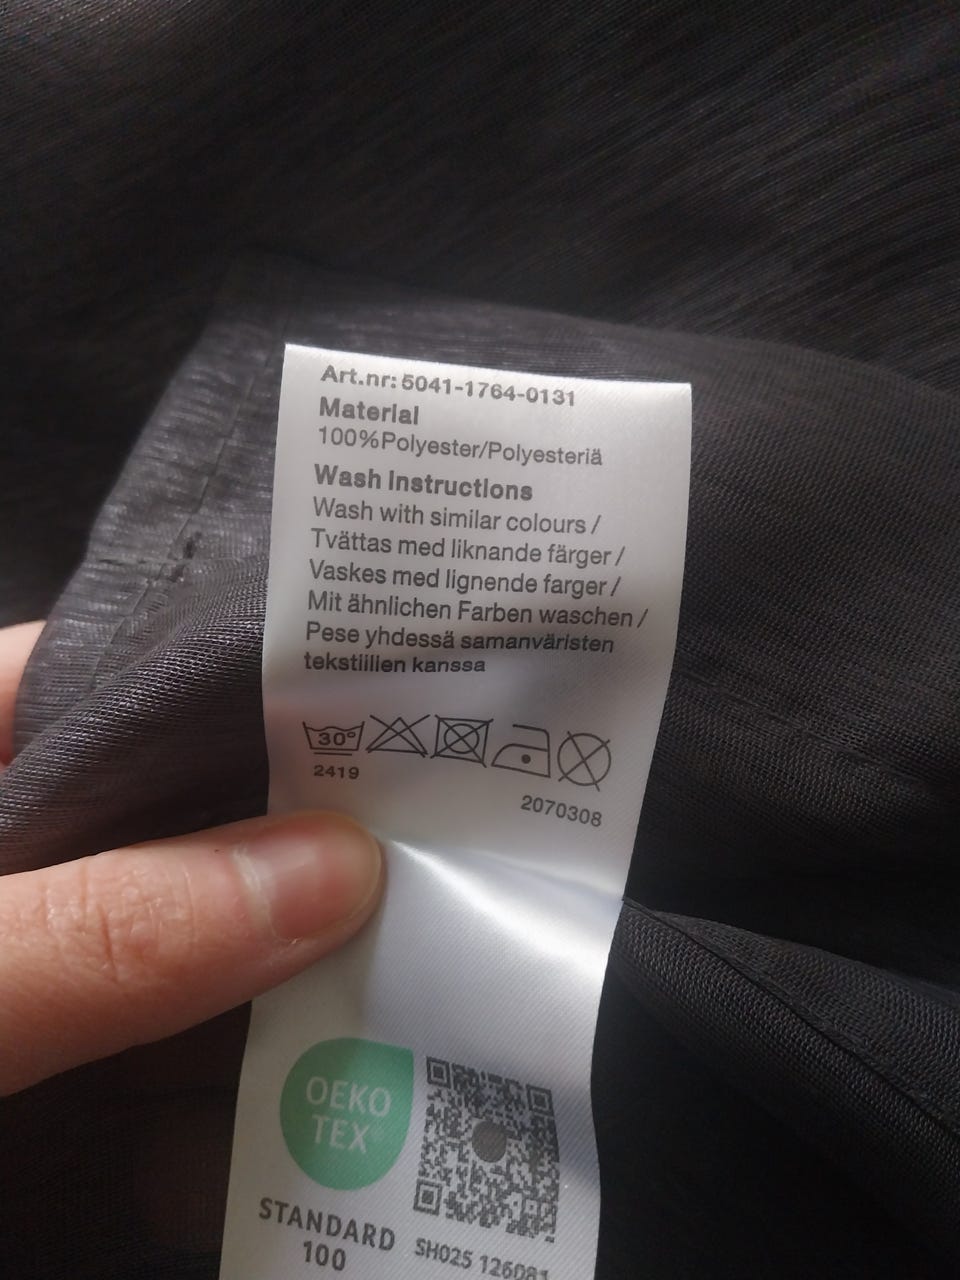 Art.nr: 5041-1764-0131
Material
100%Polyester/Polyesteriä
Wash Instructions
Wash with similar colours /
Tvättas med liknande färger /
Vaskes med lignende farger /
Mit ähnlichen Farben waschen /
Pese yhdessä samanväristen
tekstiilien kanssa
30°
2419
2070308
OEKO
TEX®
STANDARD
100
SH025 126081